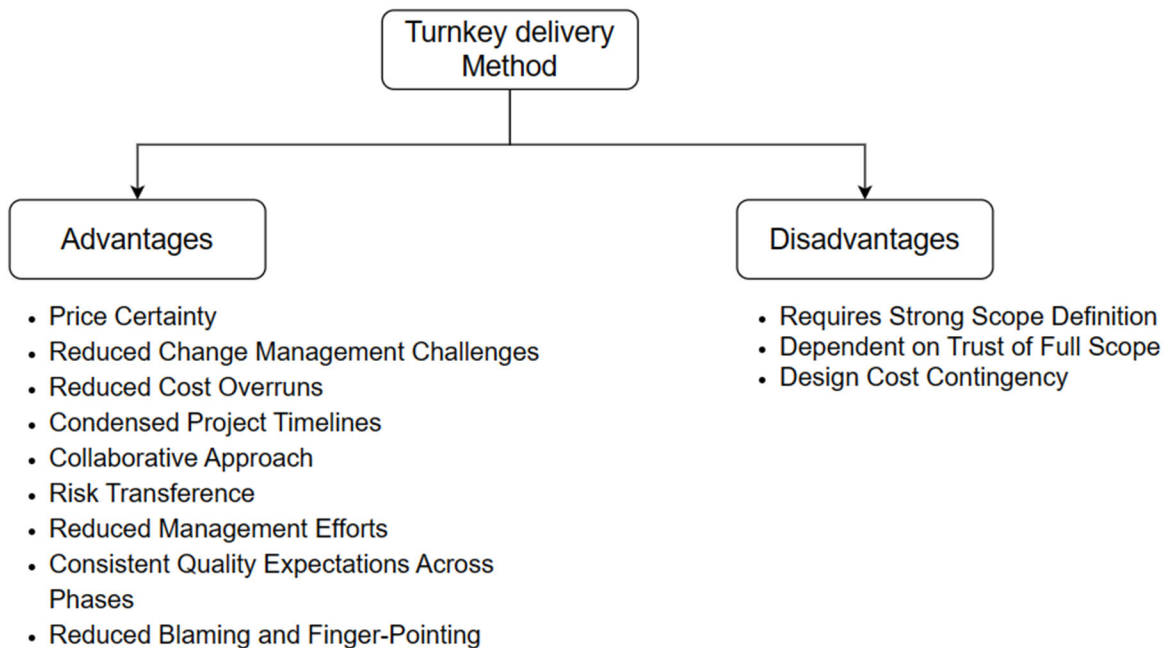 Turnkey delivery
Method
Advantages
Disadvantages
• Price Certainty
• Reduced Change Management Challenges
• Reduced Cost Overruns
• Condensed Project Timelines
• Collaborative Approach
• Risk Transference
• Reduced Management Efforts
• Consistent Quality Expectations Across
Phases
• Reduced Blaming and Finger-Pointing
• Requires Strong Scope Definition
• Dependent on Trust of Full Scope
• Design Cost Contingency